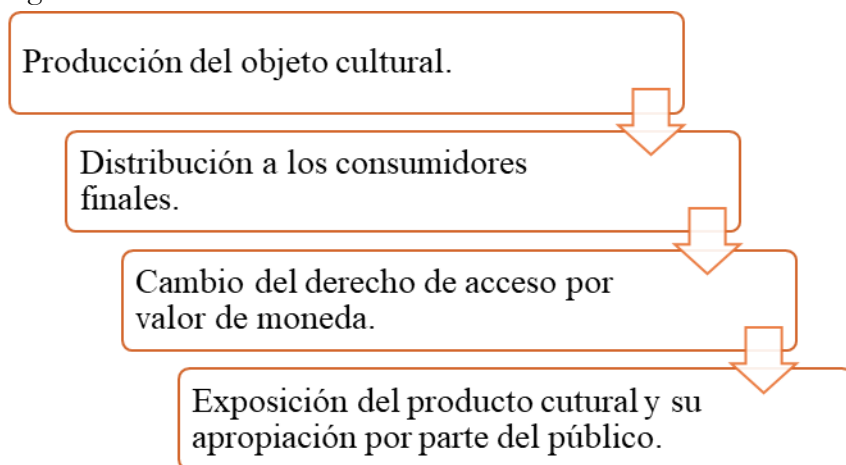 Producción del objeto cultural.
Distribución a los consumidores
finales.
Cambio del derecho de acceso por
valor de moneda.
Exposición del producto cutural y su
apropiación por parte del público.